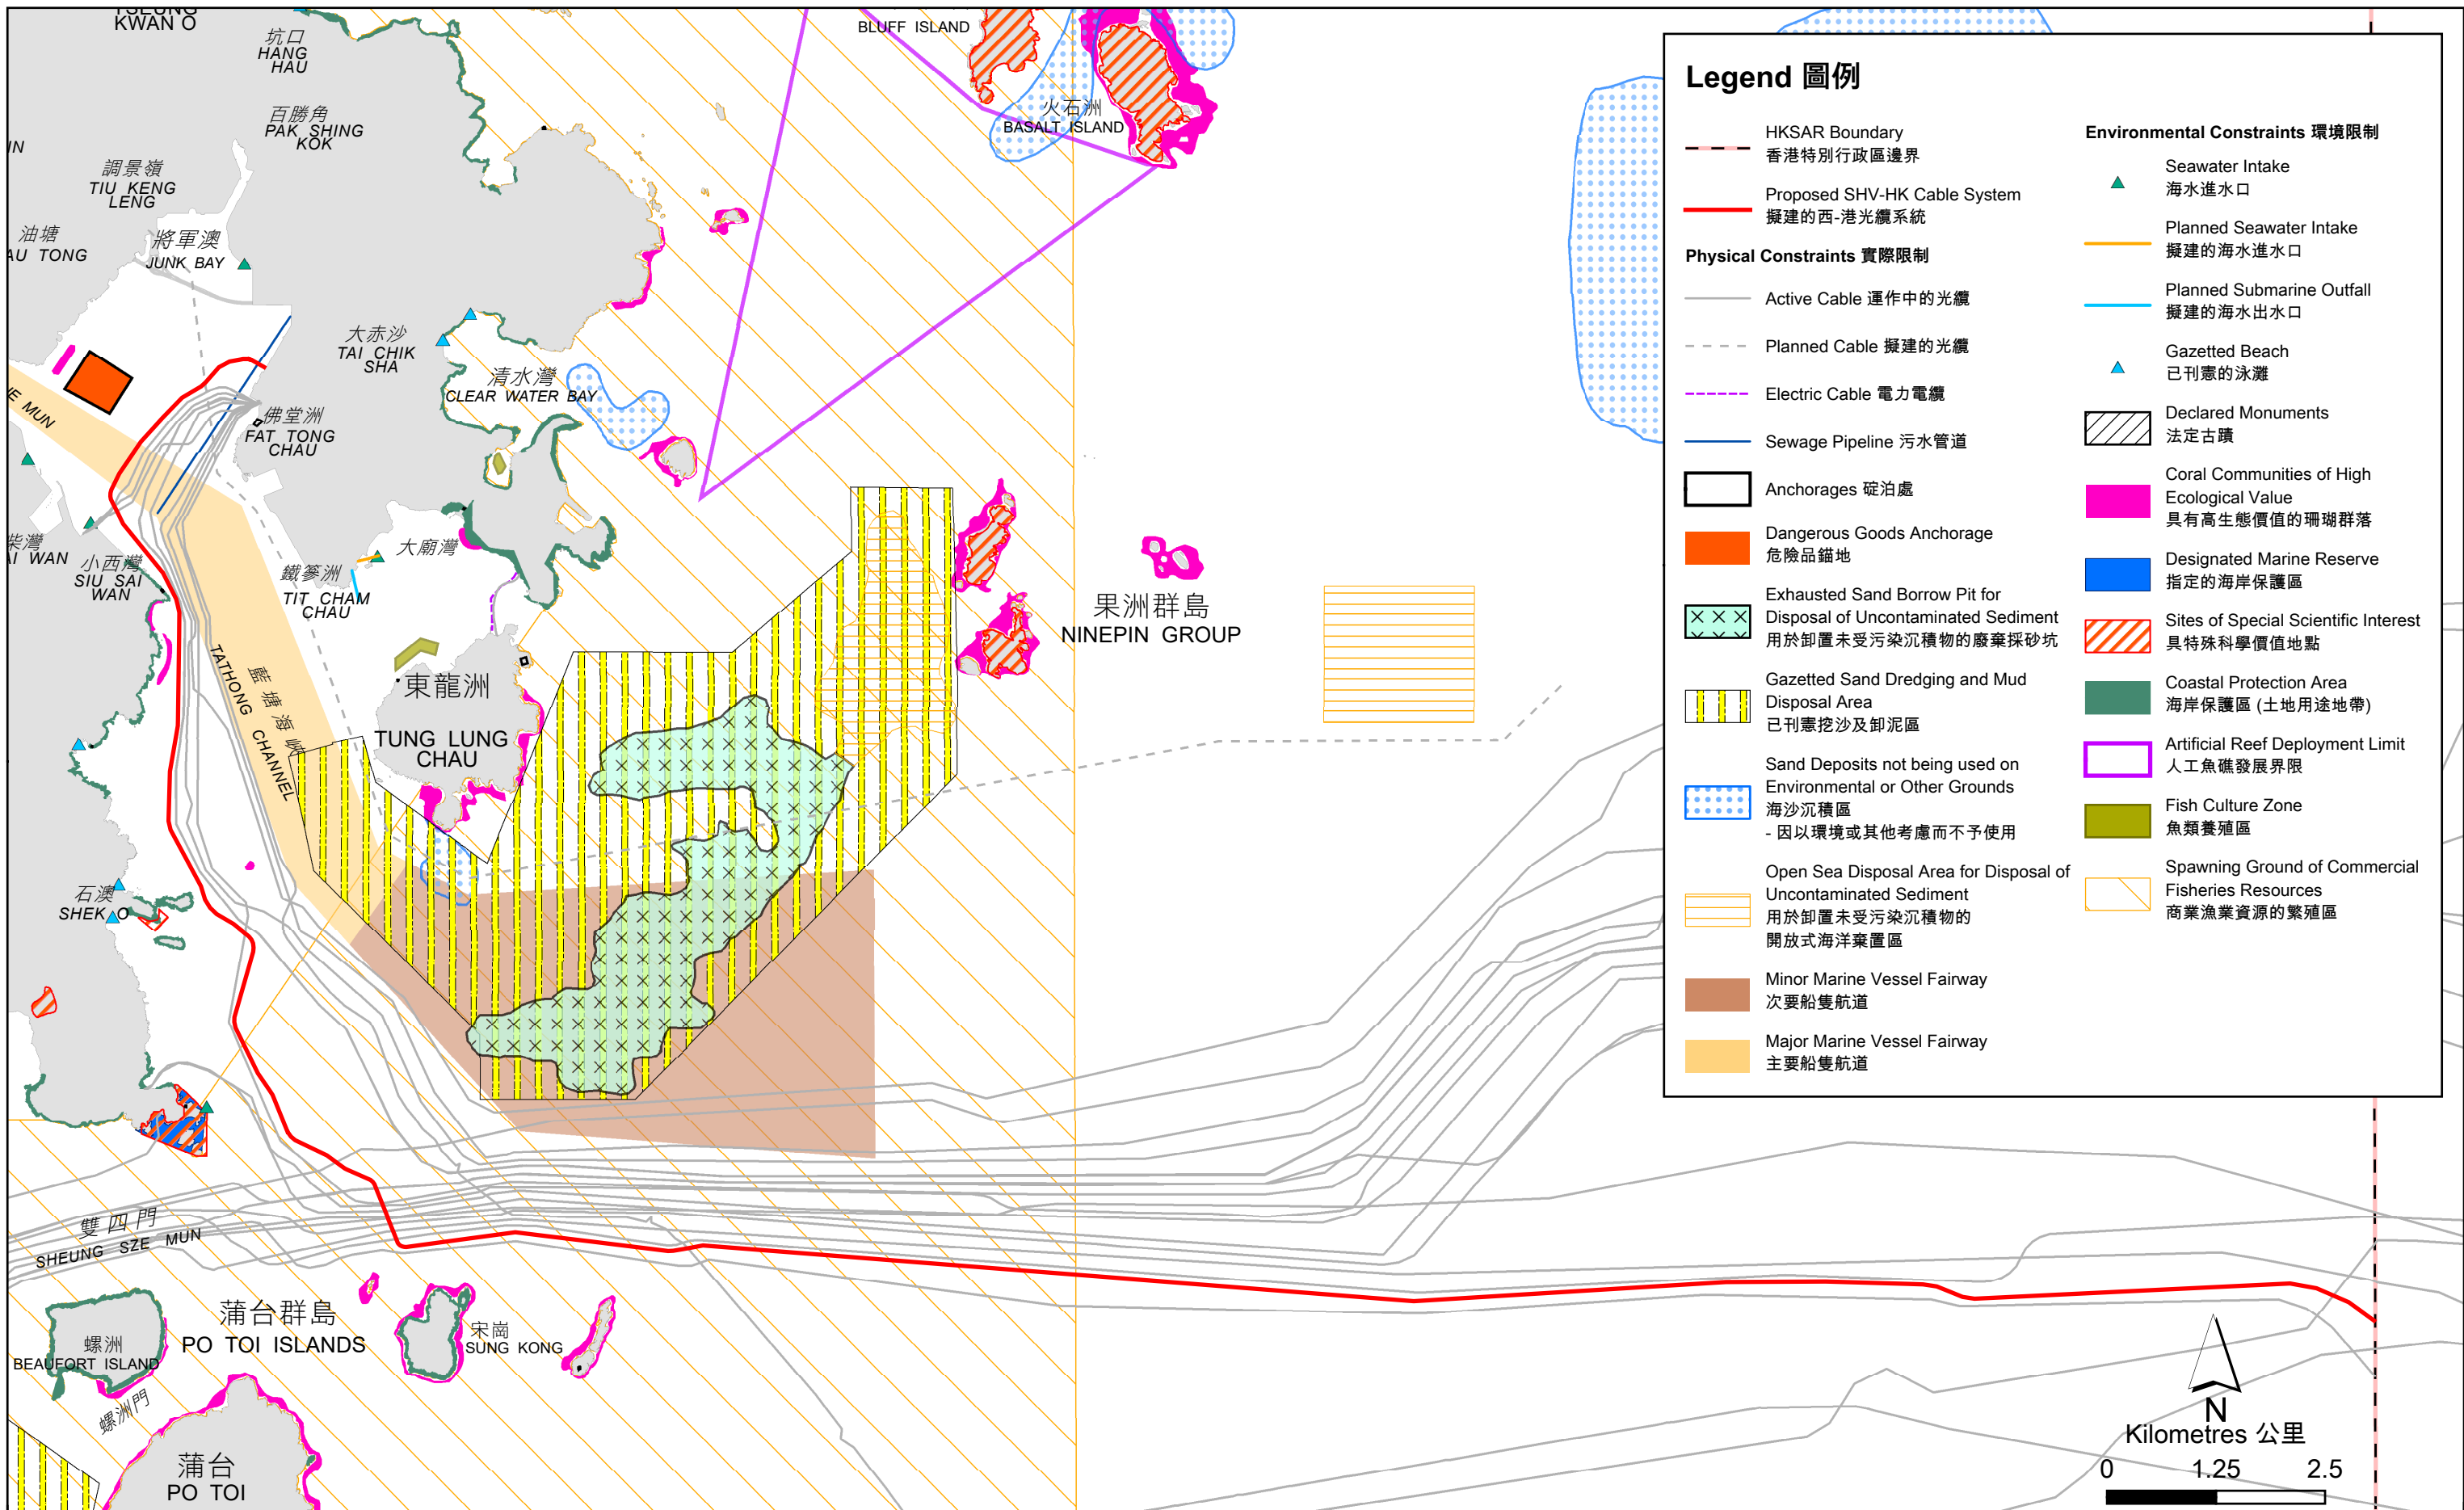 KWAN O
坑口
HANG
HAU
百勝角
PAK SHING
KOK
調景嶺
TIU KENG
LENG
油塘
AU TONG
將軍澳
JUNK BAY
大赤沙
TAI CHIK
SHA
清水灣
CLEAR WATER BAY
佛堂洲
FAT TONG
CHAU
E MUN
柴灣
AI WAN
小西灣
SIU SAI
WAN
大廟灣
鐵篸洲
TIT CHAM
CHAU
藍塘海峽
TATHONG CHANNEL
東龍洲
TUNG LUNG
CHAU
石澳
SHEK O
雙四門
SHEUNG SZE MUN
螺洲
BEAUFORT ISLAND
螺洲門
蒲台群島
PO TOI ISLANDS
蒲台
PO TOI
宋崗
SUNG KONG
BLUFF ISLAND
火石洲
BASALT ISLAND
果洲群島
NINEPIN GROUP
Legend 圖例
HKSAR Boundary
香港特別行政區邊界
Proposed SHV-HK Cable System
擬建的西-港光纜系統
Physical Constraints 實際限制
Active Cable 運作中的光纜
Planned Cable 擬建的光纜
Electric Cable 電力電纜
Sewage Pipeline 污水管道
Anchorages 碇泊處
Dangerous Goods Anchorage
危險品錨地
Exhausted Sand Borrow Pit for
Disposal of Uncontaminated Sediment
用於卸置未受污染沉積物的廢棄採砂坑
Gazetted Sand Dredging and Mud
Disposal Area
已刊憲挖沙及卸泥區
Sand Deposits not being used on
Environmental or Other Grounds
海沙沉積區
- 因以環境或其他考慮而不予使用
Open Sea Disposal Area for Disposal of
Uncontaminated Sediment
用於卸置未受污染沉積物的
開放式海洋棄置區
Minor Marine Vessel Fairway
次要船隻航道
Major Marine Vessel Fairway
主要船隻航道
Environmental Constraints 環境限制
Seawater Intake
海水進水口
Planned Seawater Intake
擬建的海水進水口
Planned Submarine Outfall
擬建的海水出水口
Gazetted Beach
已刊憲的泳灘
Declared Monuments
法定古蹟
Coral Communities of High
Ecological Value
具有高生態價值的珊瑚群落
Designated Marine Reserve
指定的海岸保護區
Sites of Special Scientific Interest
具特殊科學價值地點
Coastal Protection Area
海岸保護區 (土地用途地帶)
Artificial Reef Deployment Limit
人工魚礁發展界限
Fish Culture Zone
魚類養殖區
Spawning Ground of Commercial
Fisheries Resources
商業漁業資源的繁殖區
N
Kilometres 公里
0 1.25 2.5